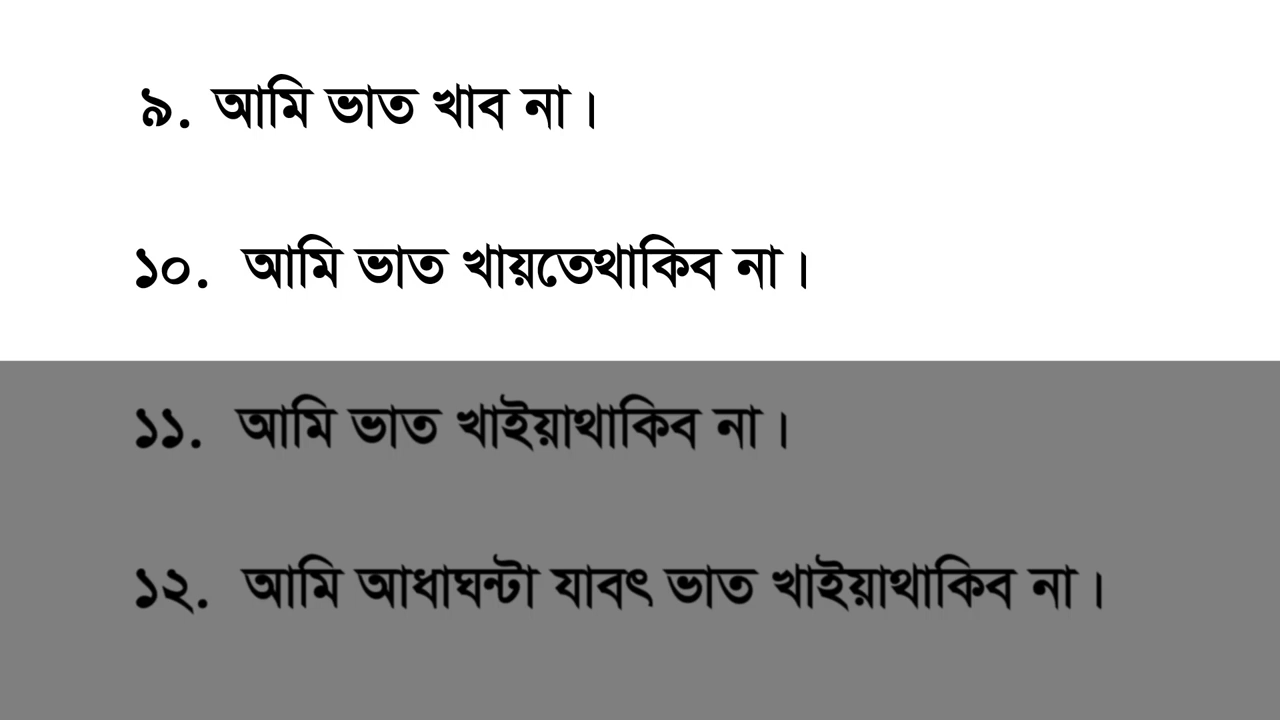 ৯. আমি ভাত খাব না।
১০. আমি ভাত খায়তেথাকিব না।
১১. আমি ভাত খাইয়াথাকিব না।
১২. আমি আধাঘন্টা যাবৎ ভাত খাইয়াথাকিব না।